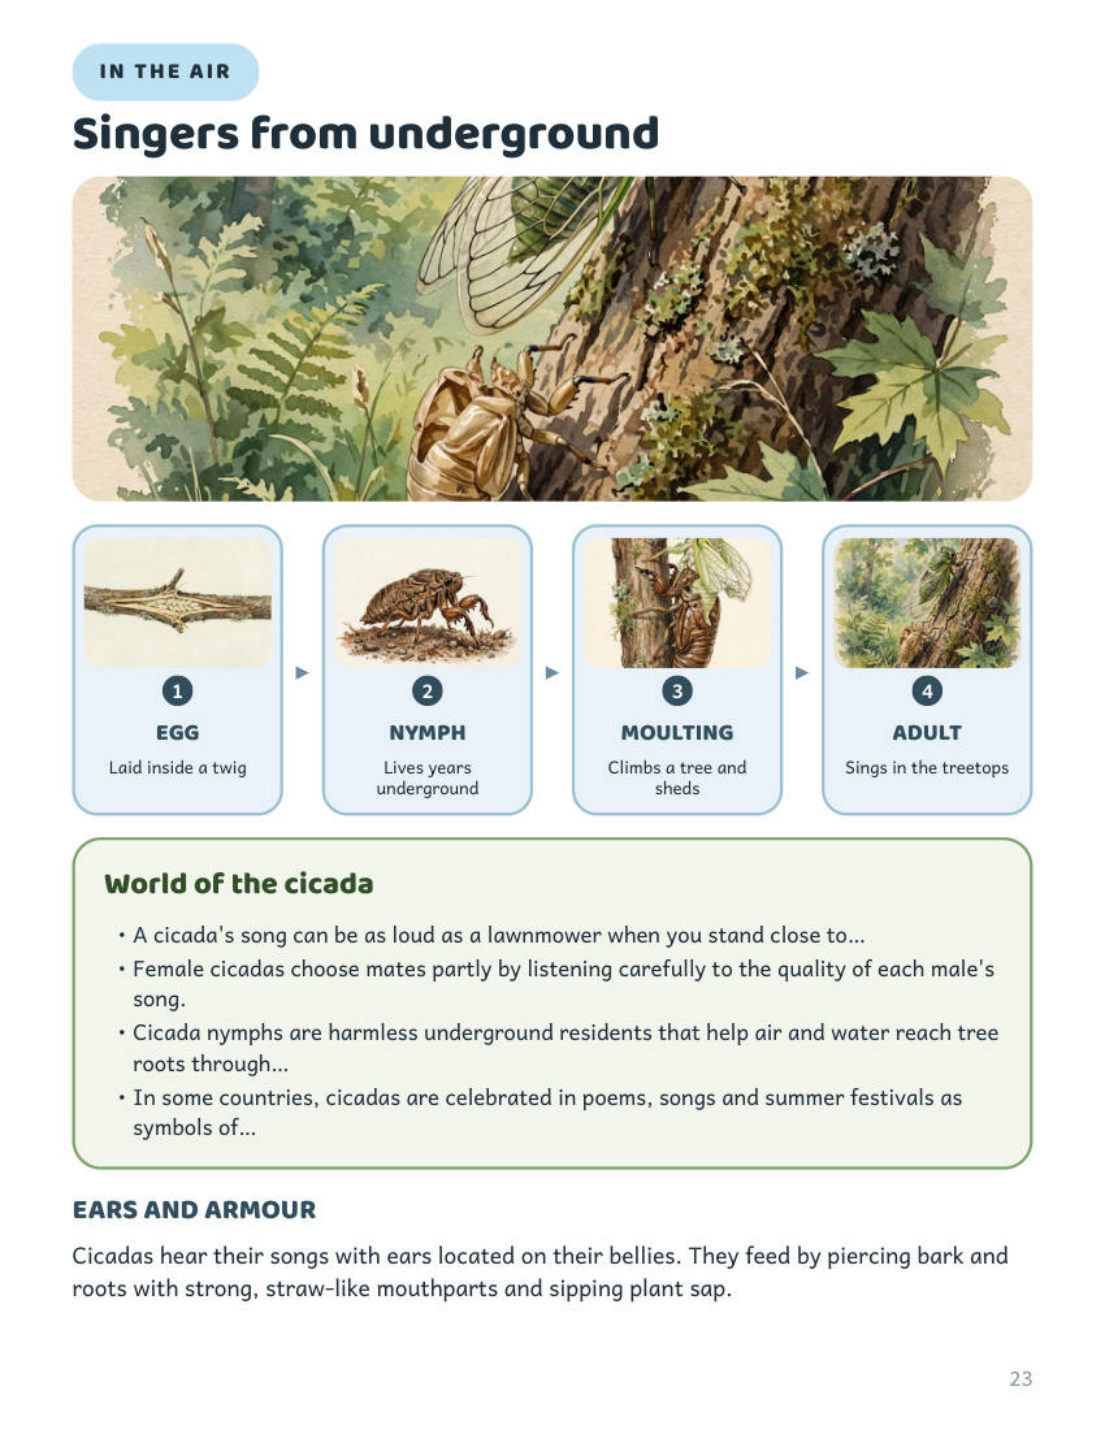 IN THE AIR
Singers from underground
1
EGG
Laid inside a twig
2
NYMPH
Lives years
underground
3
MOULTING
Climbs a tree and
sheds
4
ADULT
Sings in the treetops
World of the cicada
• A cicada's song can be as loud as a lawnmower when you stand close to...
• Female cicadas choose mates partly by listening carefully to the quality of each male's
song.
• Cicada nymphs are harmless underground residents that help air and water reach tree
roots through...
• In some countries, cicadas are celebrated in poems, songs and summer festivals as
symbols of...
EARS AND ARMOUR
Cicadas hear their songs with ears located on their bellies. They feed by piercing bark and
roots with strong, straw-like mouthparts and sipping plant sap.
23